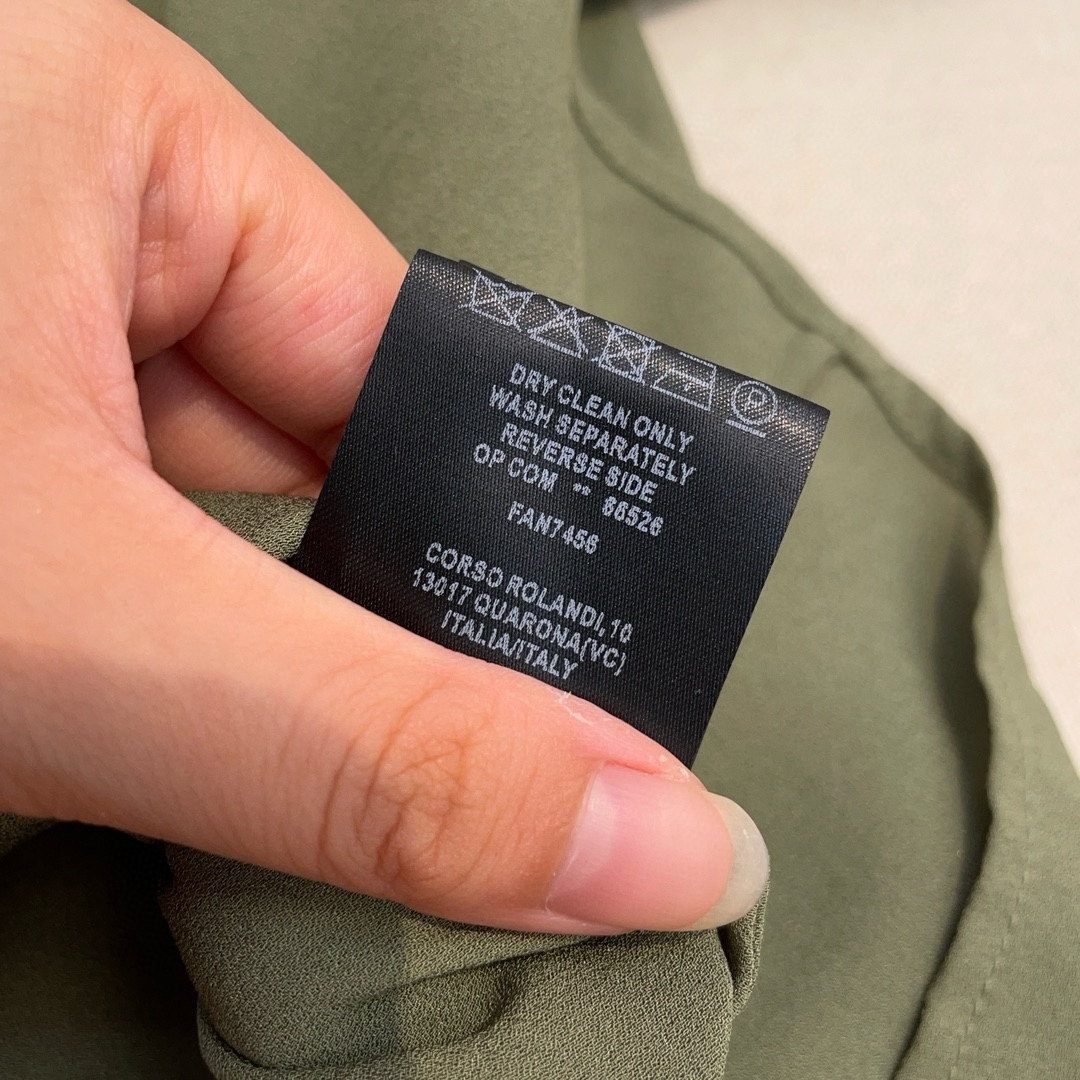 P
DRY CLEAN ONLY
WASH SEPARATELY
REVERSE SIDE
OP COM ** 86526
FAN7456
CORSO ROLANDI, 10
13017 QUARONA(VC)
ITALIA/ITALY